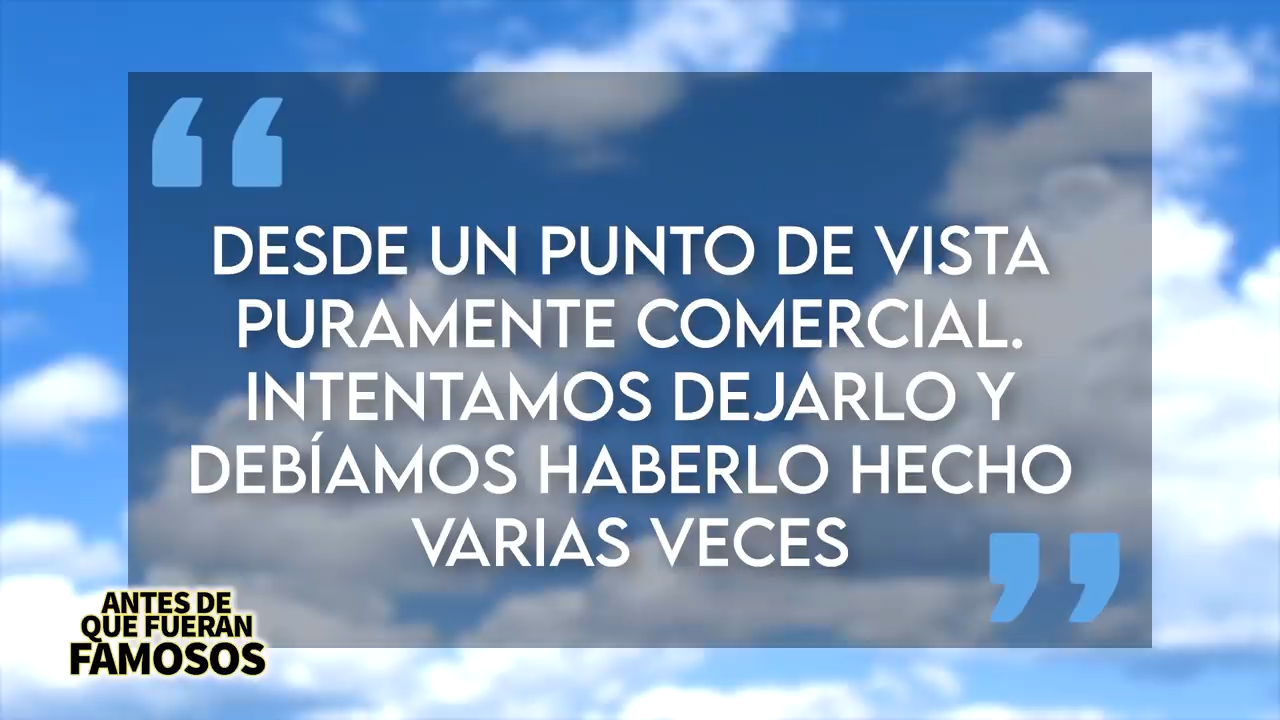 DESDE UN PUNTO DE VISTA
PURAMENTE COMERCIAL.
INTENTAMOS DEJARLO Y
DEBÍAMOS HABERLO HECHO
VARIAS VECES
ANTES DE
QUE FUERAN
FAMOSOS